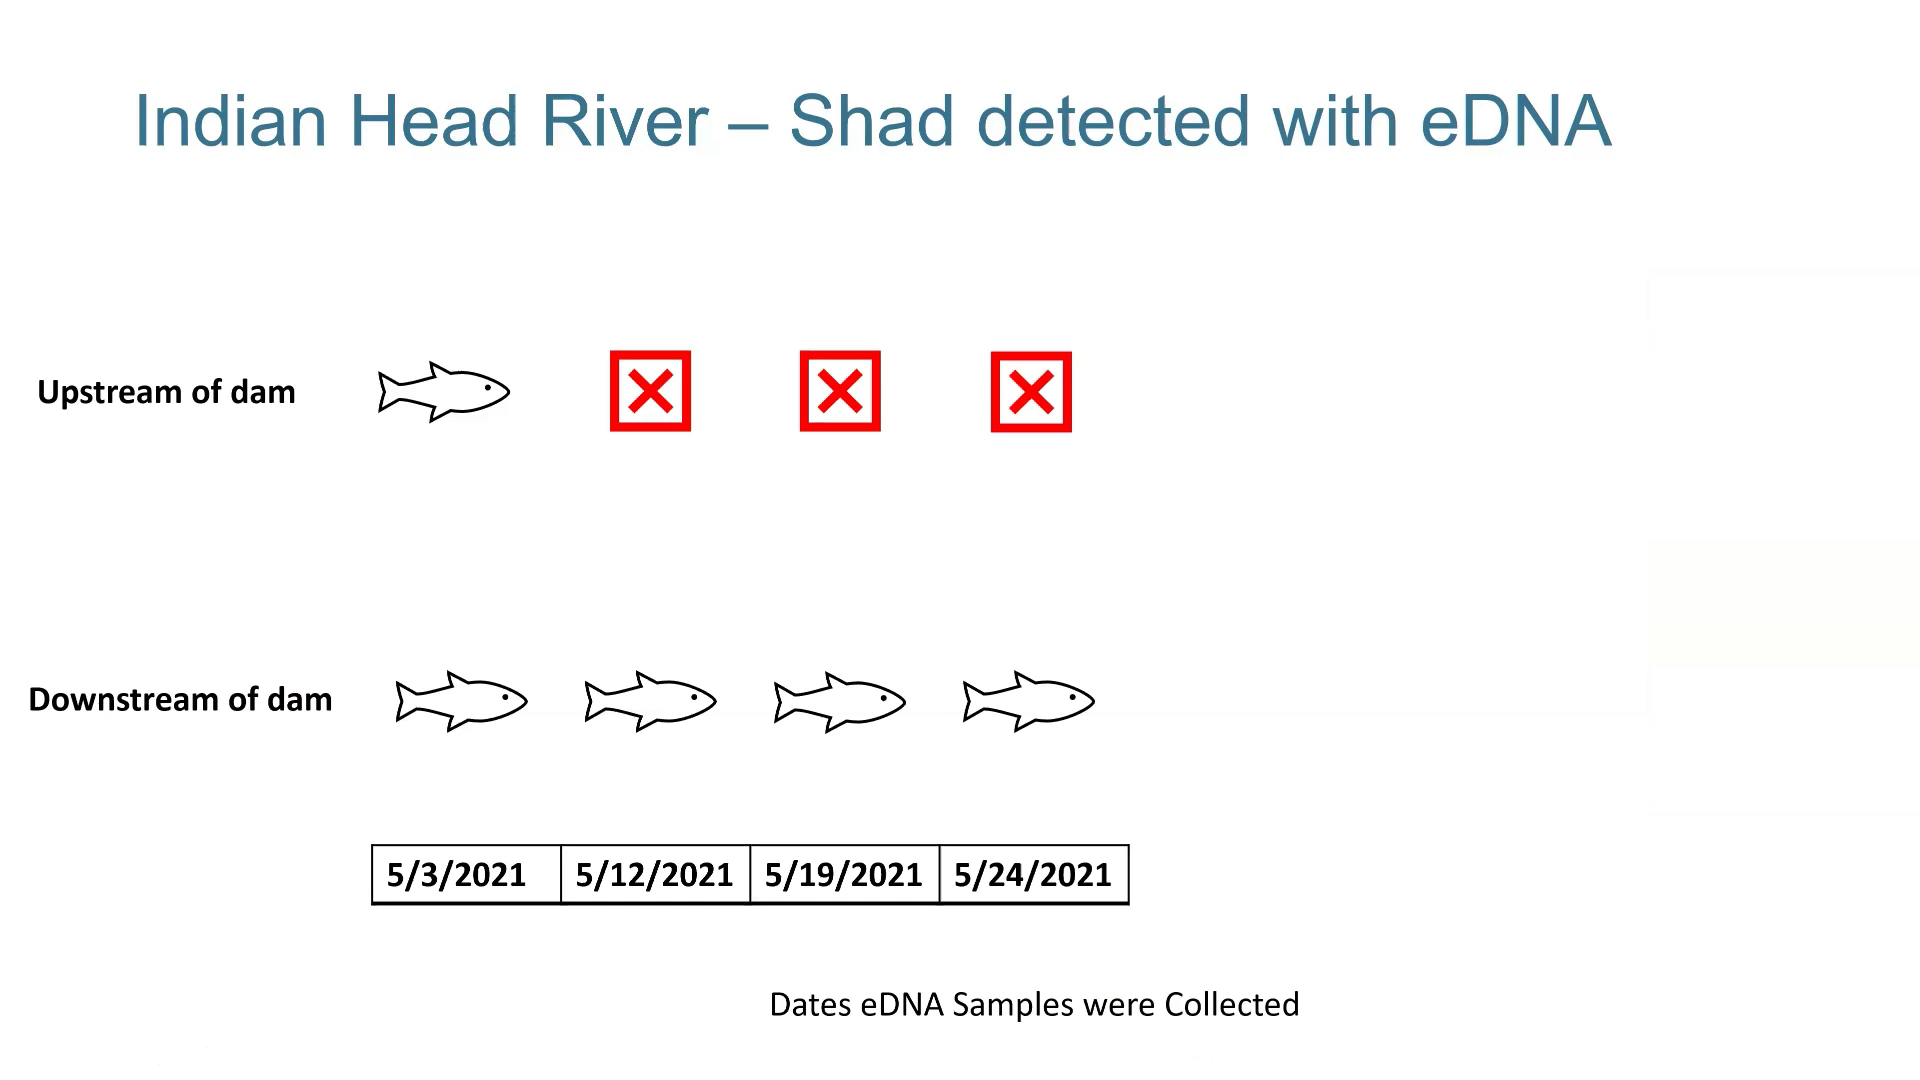 Indian Head River – Shad detected with eDNA
Upstream of dam
Downstream of dam
5/3/2021 5/12/2021 5/19/2021 5/24/2021
Dates eDNA Samples were Collected